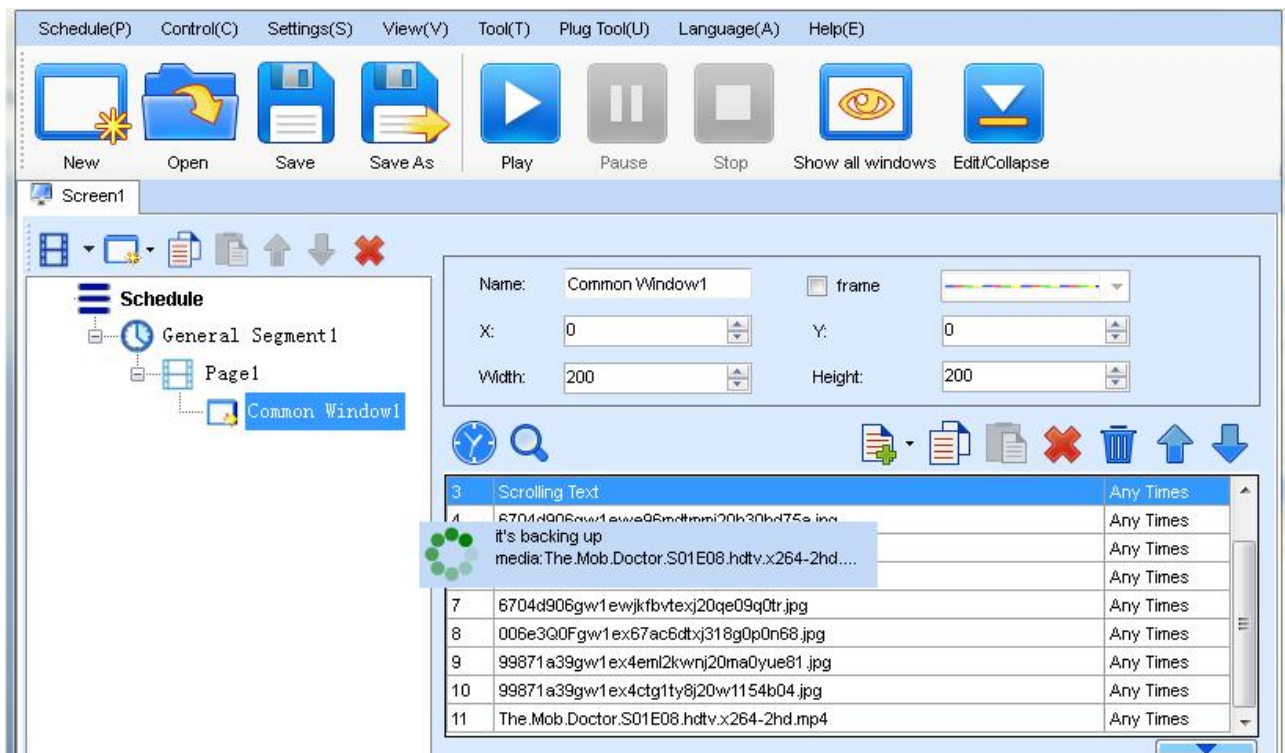 Schedule(P) Control(C) Settings(S) View(V) Tool(T) Plug Tool(U) Language(A) Help(E)
New Open Save Save As Play Pause Stop Show all windows Edit/Collapse
Screen1
Schedule
General Segment1
Page1
Common Window1
Name: Common Window1 frame
X: 0 Y: 0
Width: 200 Height: 200
3 Scrolling Text Any Times
4 Any Times
it's backing up
media:The.Mob.Doctor.S01E08.hdtv.x264-2hd....
Any Times
Any Times
7 6704d906gw1ewjkfbvtexj20qe09q0tr.jpg Any Times
8 006e3Q0Fgw1ex67ac6dtxj318g0p0n68.jpg Any Times
9 99871a39gw1ex4eml2kwnj20ma0yue81.jpg Any Times
10 99871a39gw1ex4ctg1ty8j20w1154b04.jpg Any Times
11 The.Mob.Doctor.S01E08.hdtv.x264-2hd.mp4 Any Times